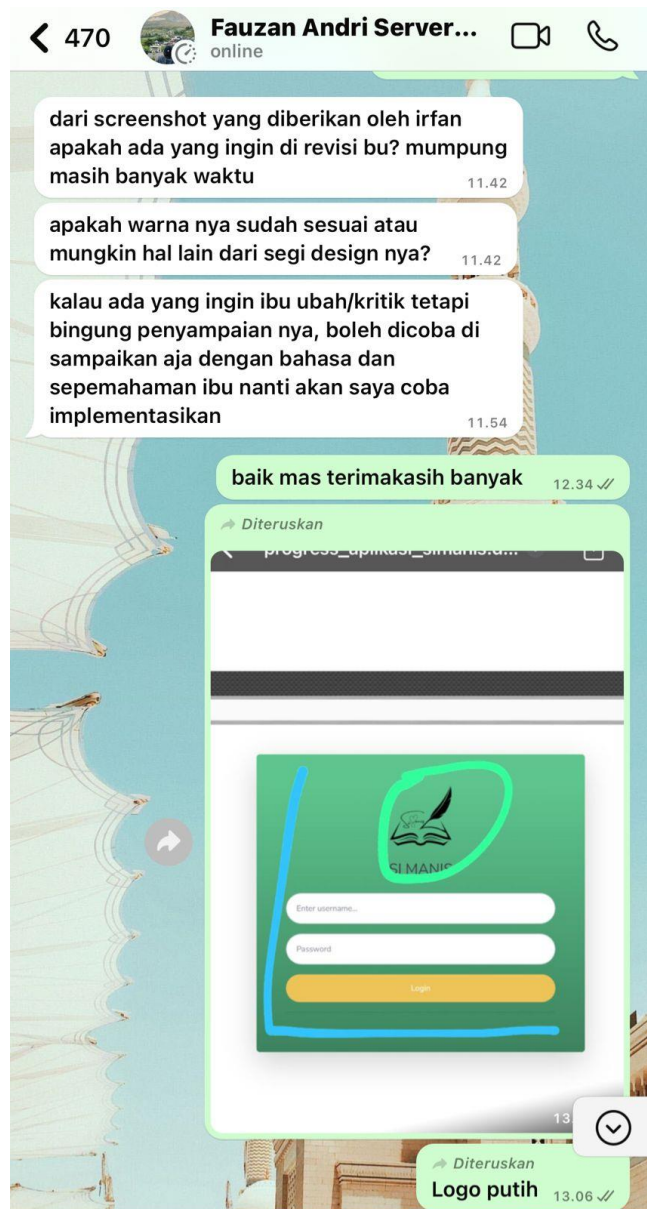 470
Fauzan Andri Server...
online
dari screenshot yang diberikan oleh irfan
apakah ada yang ingin di revisi bu? mumpung
masih banyak waktu
11.42
apakah warna nya sudah sesuai atau
mungkin hal lain dari segi design nya?
11.42
kalau ada yang ingin ibu ubah/kritik tetapi
bingung penyampaian nya, boleh dicoba di
sampaikan aja dengan bahasa dan
sepemahaman ibu nanti akan saya coba
implementasikan
11.54
baik mas terimakasih banyak
12.34
Diteruskan
progress_aplikasi_simanis.d...
SI MANIS
Enter username...
Password
Login
13
Diteruskan
Logo putih
13.06